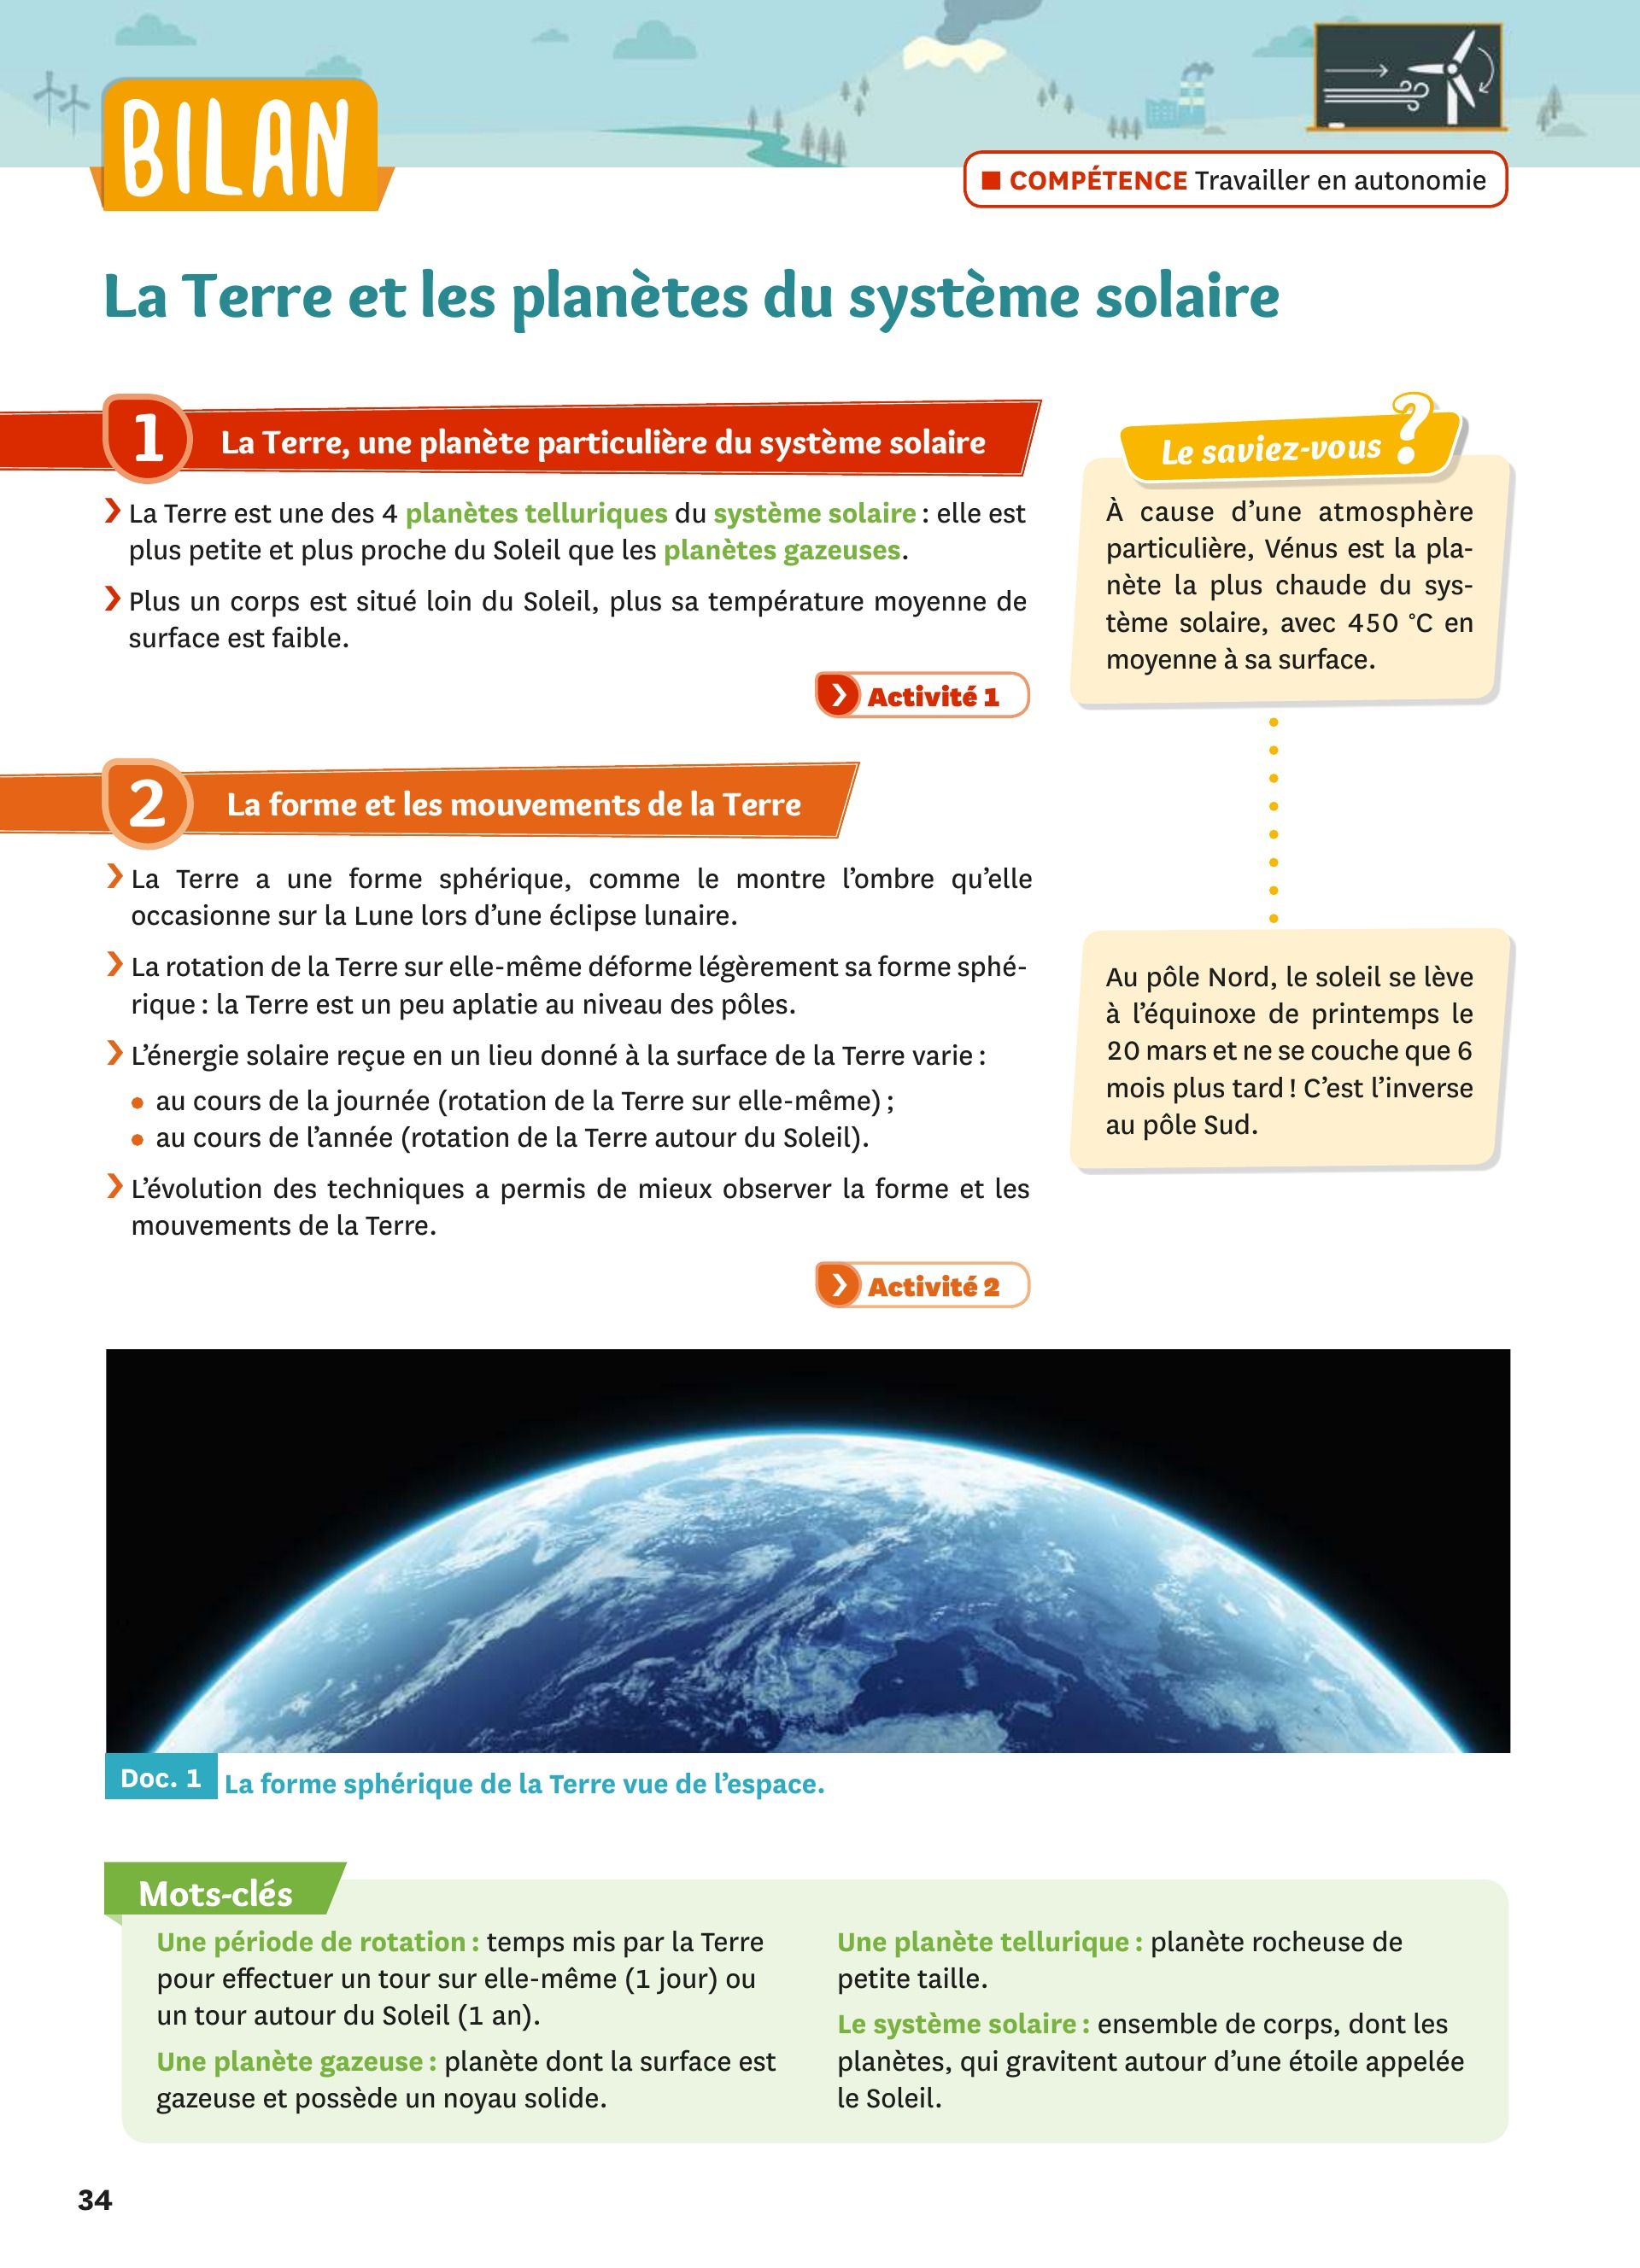 BILAN
■ COMPÉTENCE Travailler en autonomie
La Terre et les planètes du système solaire
1 La Terre, une planète particulière du système solaire
❯ La Terre est une des 4 planètes telluriques du système solaire : elle est
plus petite et plus proche du Soleil que les planètes gazeuses.
❯ Plus un corps est situé loin du Soleil, plus sa température moyenne de
surface est faible.
❯ Activité 1
2 La forme et les mouvements de la Terre
❯ La Terre a une forme sphérique, comme le montre l’ombre qu’elle
occasionne sur la Lune lors d’une éclipse lunaire.
❯ La rotation de la Terre sur elle-même déforme légèrement sa forme sphé-
rique : la Terre est un peu aplatie au niveau des pôles.
❯ L’énergie solaire reçue en un lieu donné à la surface de la Terre varie :
• au cours de la journée (rotation de la Terre sur elle-même) ;
• au cours de l’année (rotation de la Terre autour du Soleil).
❯ L’évolution des techniques a permis de mieux observer la forme et les
mouvements de la Terre.
❯ Activité 2
Le saviez-vous ?
À cause d’une atmosphère
particulière, Vénus est la pla-
nète la plus chaude du sys-
tème solaire, avec 450 °C en
moyenne à sa surface.
Au pôle Nord, le soleil se lève
à l’équinoxe de printemps le
20 mars et ne se couche que 6
mois plus tard ! C’est l’inverse
au pôle Sud.
Doc. 1 La forme sphérique de la Terre vue de l’espace.
Mots-clés
Une période de rotation : temps mis par la Terre
pour effectuer un tour sur elle-même (1 jour) ou
un tour autour du Soleil (1 an).
Une planète gazeuse : planète dont la surface est
gazeuse et possède un noyau solide.
Une planète tellurique : planète rocheuse de
petite taille.
Le système solaire : ensemble de corps, dont les
planètes, qui gravitent autour d’une étoile appelée
le Soleil.
34